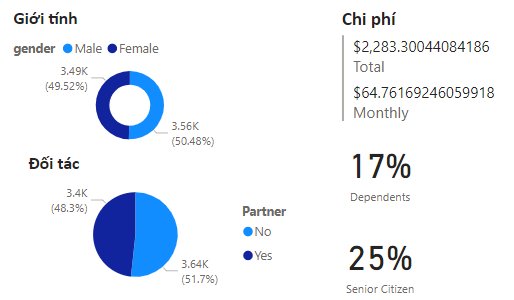 Giới tính
gender Male Female
3.49K
(49.52%)
3.56K
(50.48%)
Đối tác
3.4K
(48.3%)
3.64K
(51.7%)
Partner
No
Yes
Chi phí
$2,283.30044084186
Total
$64.76169246059918
Monthly
17%
Dependents
25%
Senior Citizen